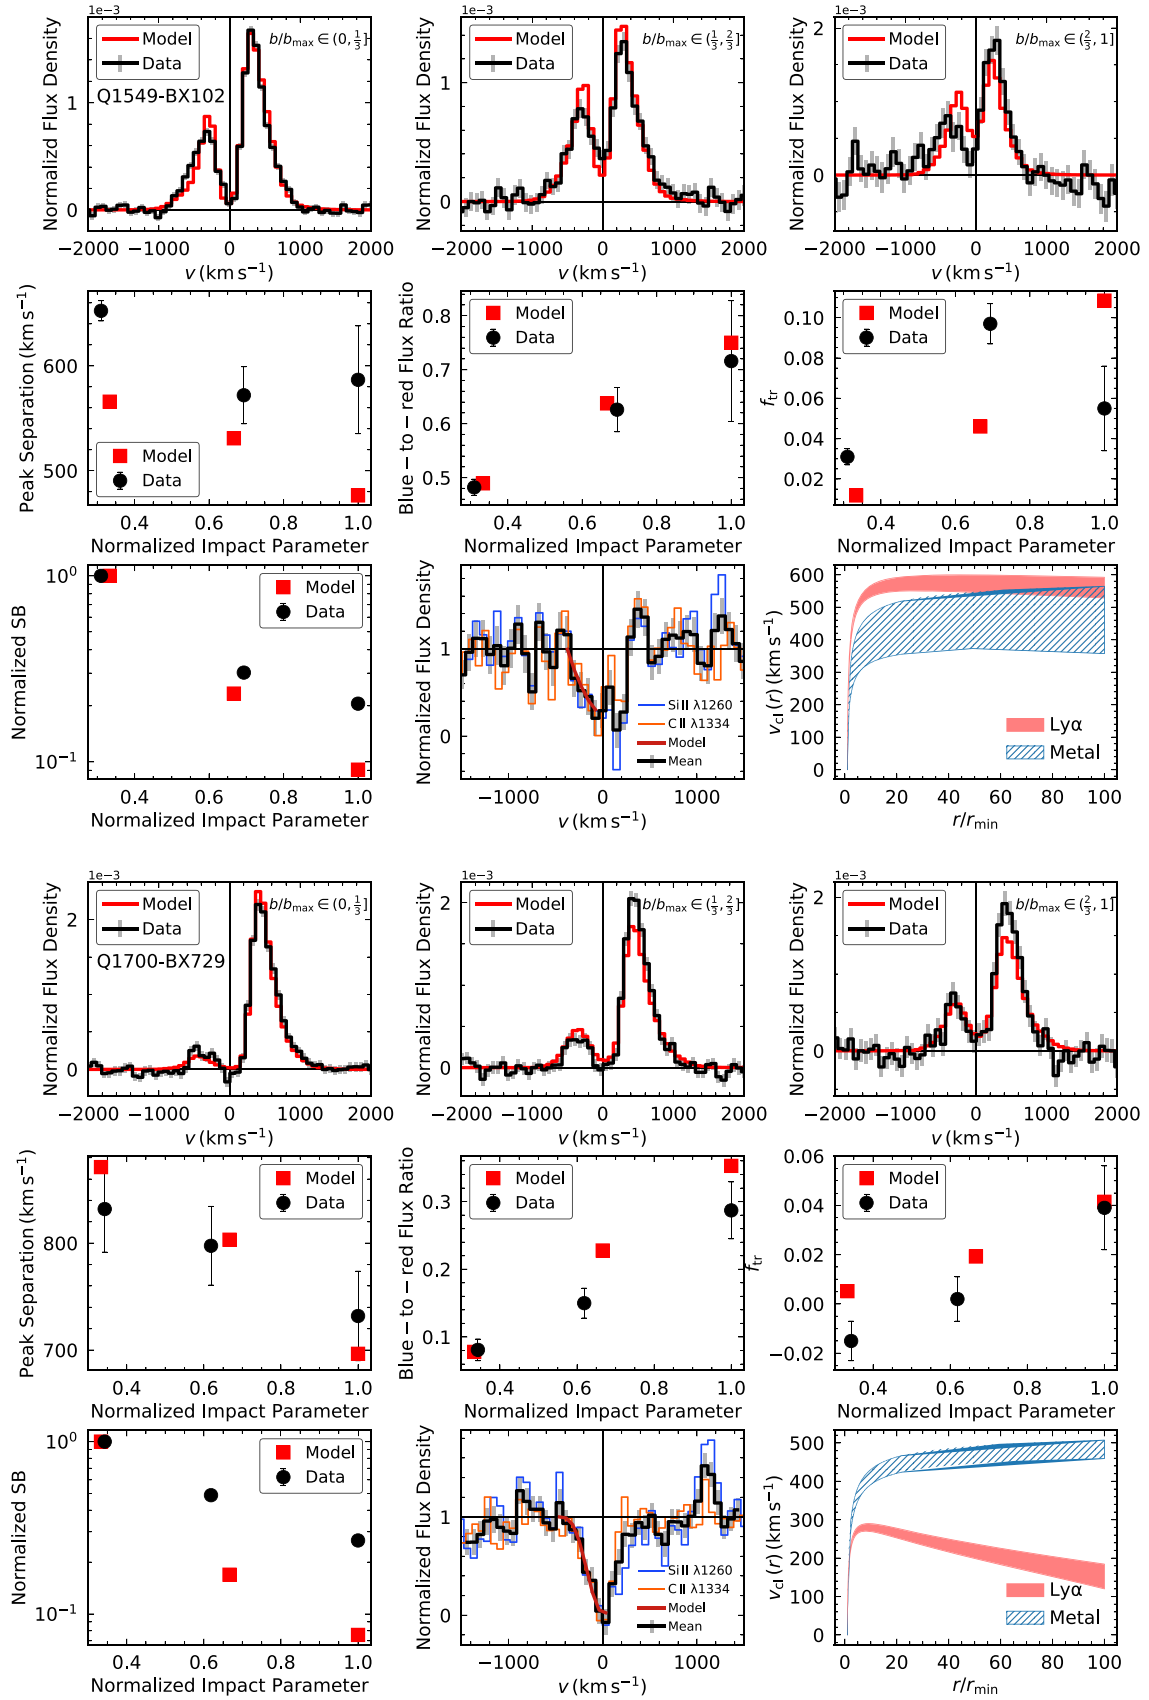 1e−3
Normalizd Flux Density
Model
Data
b/b_max ∈ (0, 1/3]
Q1549-BX102
1
0
−2000 −1000 0 1000 2000
v (km s⁻¹)
1e−3
Normalizd Flux Density
Model
Data
b/b_max ∈ (1/3, 2/3]
1
0
−2000 −1000 0 1000 2000
v (km s⁻¹)
1e−3
Normalizd Flux Density
Model
Data
b/b_max ∈ (2/3, 1]
2
1
0
−2000 −1000 0 1000 2000
v (km s⁻¹)
Peak Separation (km s⁻¹)
600
500
Model
Data
0.4 0.6 0.8 1.0
Normalized Impact Parameter
Blue−to−red Flux Ratio
0.8
0.7
0.6
0.5
Model
Data
0.4 0.6 0.8 1.0
Normalized Impact Parameter
f_tr
0.10
0.08
0.06
0.04
0.02
Model
Data
0.4 0.6 0.8 1.0
Normalized Impact Parameter
Normalized SB
10⁰
10⁻¹
Model
Data
0.4 0.6 0.8 1.0
Normalized Impact Parameter
Normalized Flux Density
1
0
Si II λ1260
C II λ1334
Model
Mean
−1000 0 1000
v (km s⁻¹)
v_cl(r) (km s⁻¹)
600
500
400
300
200
100
0
Lyα
Metal
0 20 40 60 80 100
r/r_min
1e−3
Normalizd Flux Density
Model
Data
b/b_max ∈ (0, 1/3]
Q1700-BX729
2
1
0
−2000 −1000 0 1000 2000
v (km s⁻¹)
1e−3
Normalizd Flux Density
Model
Data
b/b_max ∈ (1/3, 2/3]
2
1
0
−2000 −1000 0 1000 2000
v (km s⁻¹)
1e−3
Normalizd Flux Density
Model
Data
b/b_max ∈ (2/3, 1]
2
1
0
−2000 −1000 0 1000 2000
v (km s⁻¹)
Peak Separation (km s⁻¹)
800
700
Model
Data
0.4 0.6 0.8 1.0
Normalized Impact Parameter
Blue−to−red Flux Ratio
0.3
0.2
0.1
Model
Data
0.4 0.6 0.8 1.0
Normalized Impact Parameter
f_tr
0.06
0.04
0.02
0.00
−0.02
Model
Data
0.4 0.6 0.8 1.0
Normalized Impact Parameter
Normalized SB
10⁰
10⁻¹
Model
Data
0.4 0.6 0.8 1.0
Normalized Impact Parameter
Normalized Flux Density
1
0
Si II λ1260
C II λ1334
Model
Mean
−1000 0 1000
v (km s⁻¹)
v_cl(r) (km s⁻¹)
500
400
300
200
100
0
Lyα
Metal
0 20 40 60 80 100
r/r_min